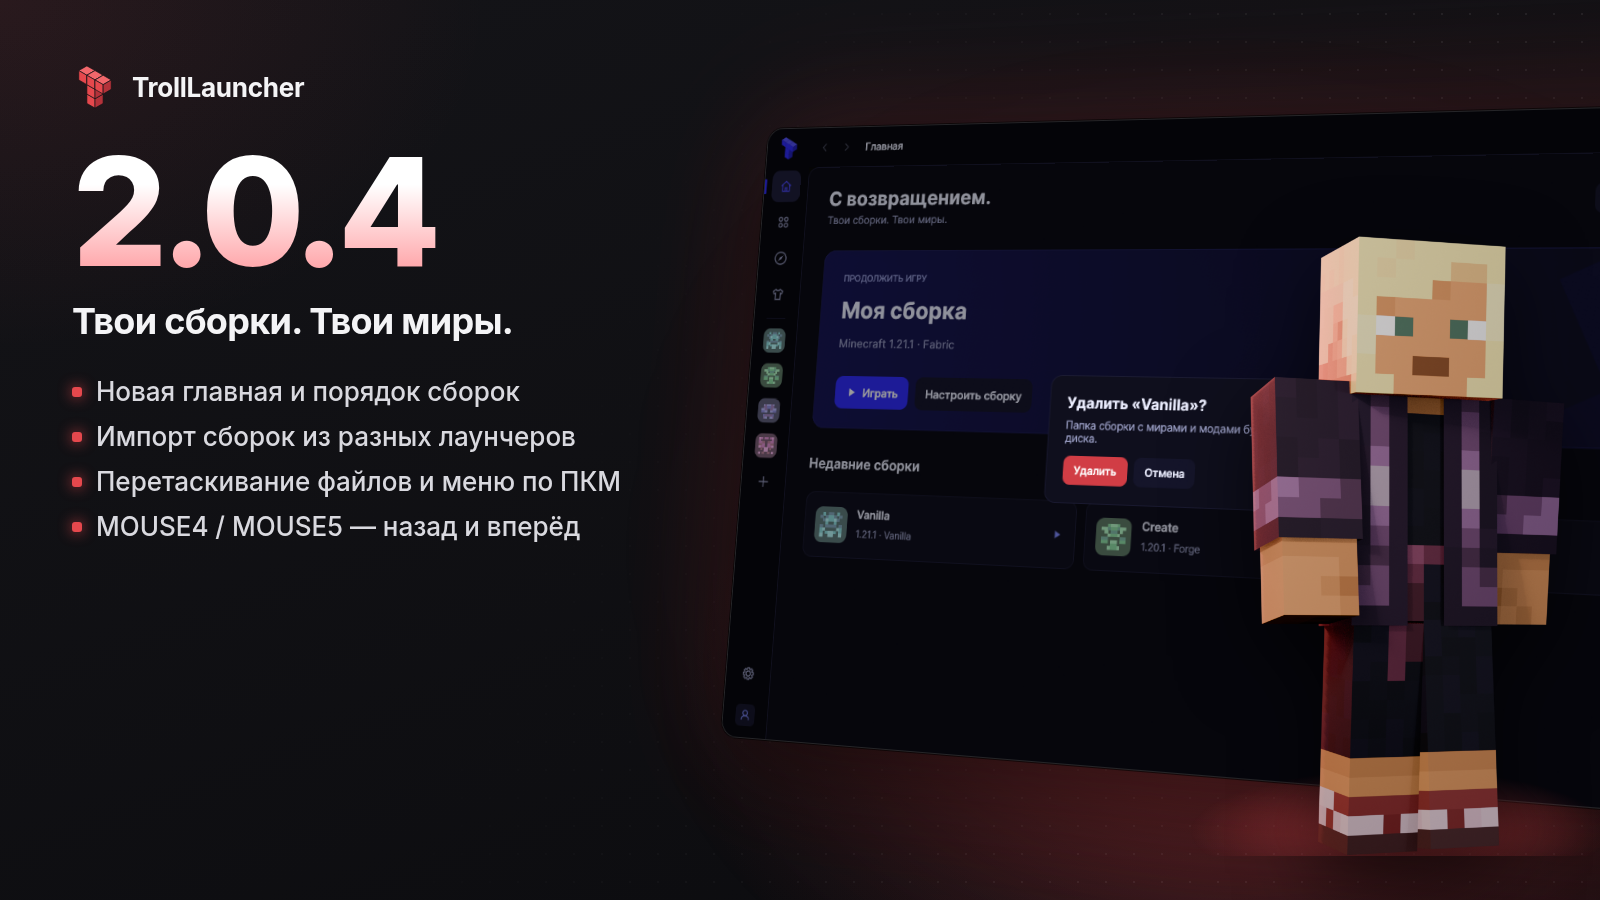 TrollLauncher
2.0.4
Твои сборки. Твои миры.
Новая главная и порядок сборок
Импорт сборок из разных лаунчеров
Перетаскивание файлов и меню по ПКМ
MOUSE4 / MOUSE5 — назад и вперёд
Главная
С возвращением.
Твои сборки. Твои миры.
ПРОДОЛЖИТЬ ИГРУ
Моя сборка
Minecraft 1.21.1 · Fabric
Играть
Настроить сборку
Удалить «Vanilla»?
Папка сборки с мирами и модами
диска.
Удалить
Отмена
Недавние сборки
Vanilla
1.21.1 · Vanilla
Create
1.20.1 · Forge